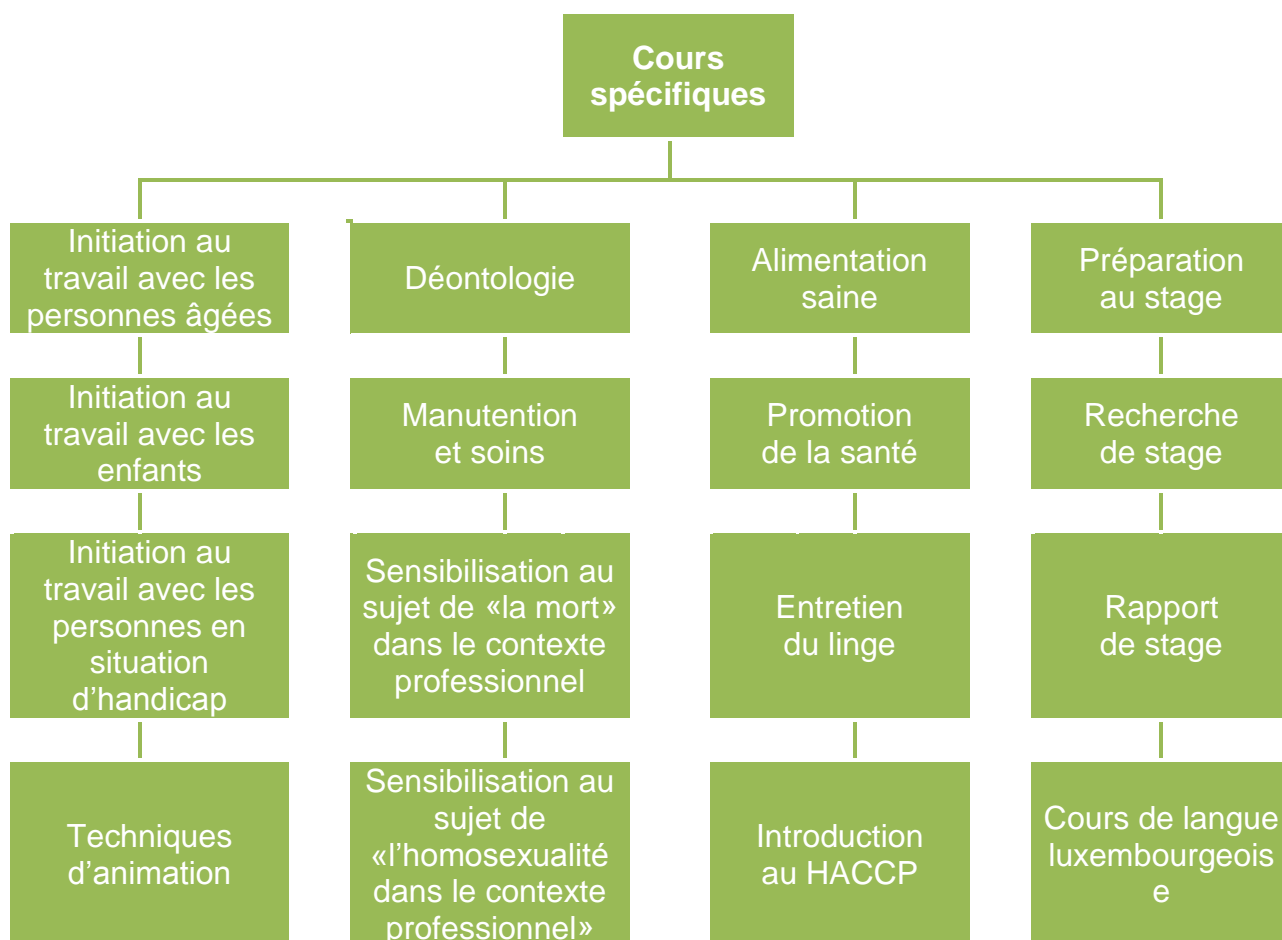 Cours
spécifiques
Initiation au
travail avec les
personnes âgées
Déontologie
Alimentation
saine
Préparation
au stage
Initiation au
travail avec les
enfants
Manutention
et soins
Promotion
de la santé
Recherche
de stage
Initiation au
travail avec les
personnes en
situation
d’handicap
Sensibilisation au
sujet de «la mort»
dans le contexte
professionnel
Entretien
du linge
Rapport
de stage
Techniques
d’animation
Sensibilisation au
sujet de
«l’homosexualité
dans le contexte
professionnel»
Introduction
au HACCP
Cours de langue
luxembourgeois
e